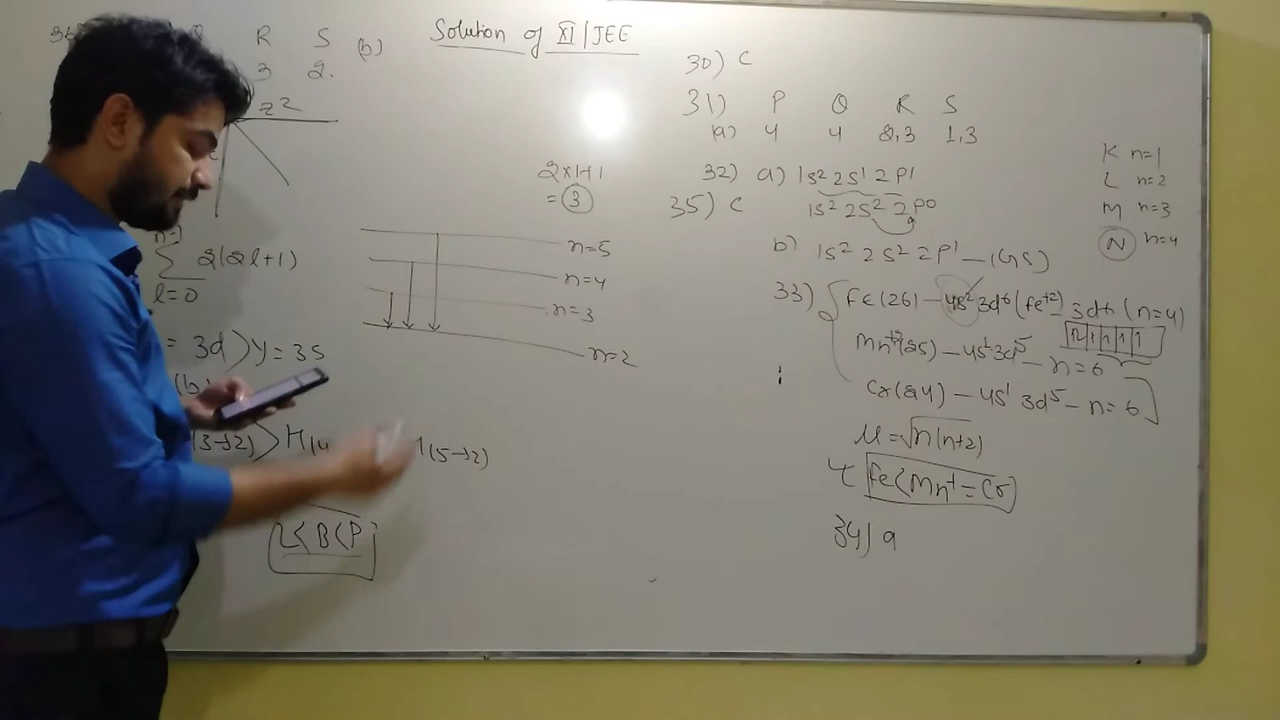 Solution of XI/JEE
36
R S (b)
3 2.
z²
n-1
Σ 2(2l+1)
l=0
= 3d > y = 3s
(b)
(3→2) > H
(5→2)
L < B < P
2×1+1
= 3
n=5
n=4
n=3
n=2
30) C
31) P Q R S
(a) 4 4 2,3 1,3
32) a) 1s² 2s¹ 2p¹
35) C 1s² 2s² 2p⁰
b) 1s² 2s² 2p¹ — (GS)
33) Fe(26) — 4s² 3d⁶ (Fe⁺²) 3d⁶ (n=4)
(25) — 4s¹ 3d⁵ — n=6
Cr(24) — 4s¹ 3d⁵ — n=6
μ = √n(n+2)
Fe < Mn⁺ = Cr
34) a
K n=1
L n=2
M n=3
N n=4